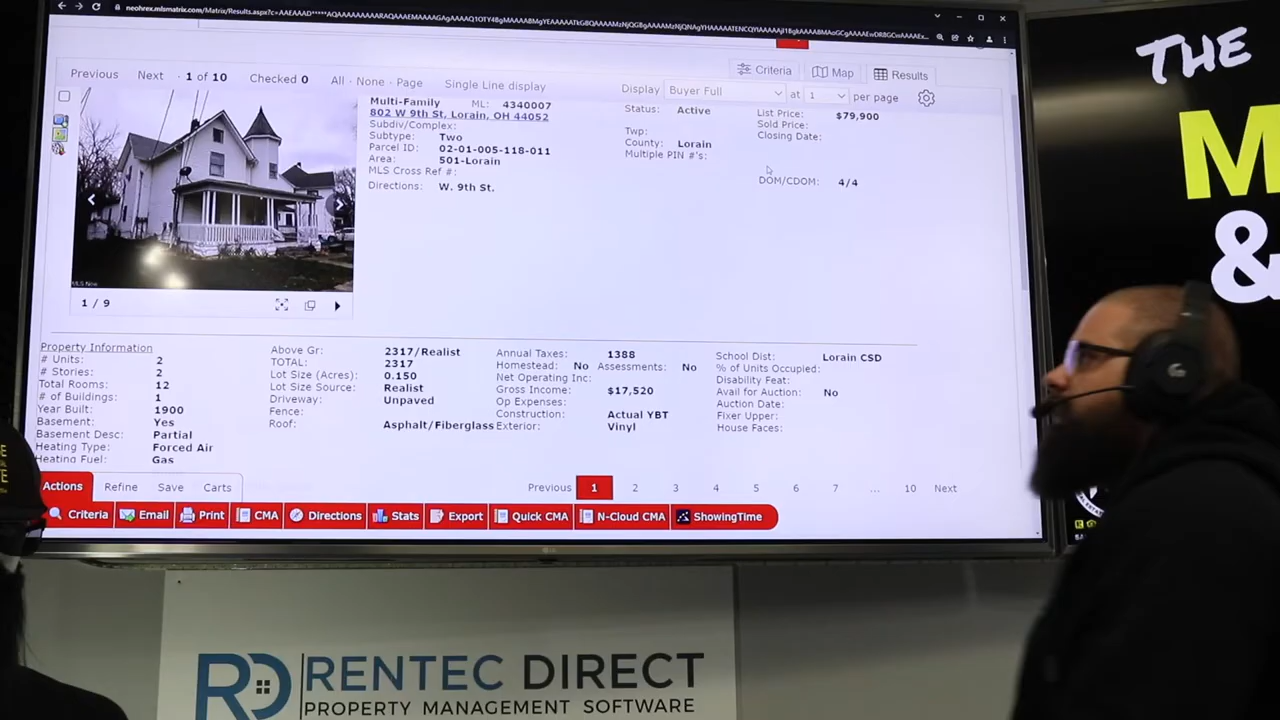 Previous Next · 1 of 10 Checked 0 All · None · Page Single Line display
Criteria Map Results
Display Buyer Full at 1 per page
Multi-Family ML: 4340007
802 W 9th St, Lorain, OH 44052
Subdiv/Complex:
Subtype: Two
Parcel ID: 02-01-005-118-011
Area: 501-Lorain
MLS Cross Ref #:
Directions: W. 9th St.
Status: Active
Twp:
County: Lorain
Multiple PIN #'s:
List Price: $79,900
Sold Price:
Closing Date:
DOM/CDOM: 4/4
1 / 9
Property Information
# Units: 2
# Stories: 2
Total Rooms: 12
# of Buildings: 1
Year Built: 1900
Basement: Yes
Basement Desc: Partial
Heating Type: Forced Air
Heating Fuel: Gas
Above Gr: 2317/Realist
TOTAL: 2317
Lot Size (Acres): 0.150
Lot Size Source: Realist
Driveway: Unpaved
Fence:
Roof: Asphalt/Fiberglass
Annual Taxes: 1388
Homestead: No Assessments: No
Net Operating Inc:
Gross Income: $17,520
Op Expenses:
Construction: Actual YBT
Exterior: Vinyl
School Dist: Lorain CSD
% of Units Occupied:
Disability Feat:
Avail for Auction: No
Auction Date:
Fixer Upper:
House Faces:
Actions Refine Save Carts
Previous 1 2 3 4 5 6 7 ... 10 Next
Criteria Email Print CMA Directions Stats Export Quick CMA N-Cloud CMA ShowingTime
THE
M
&
RD RENTEC DIRECT
PROPERTY MANAGEMENT SOFTWARE